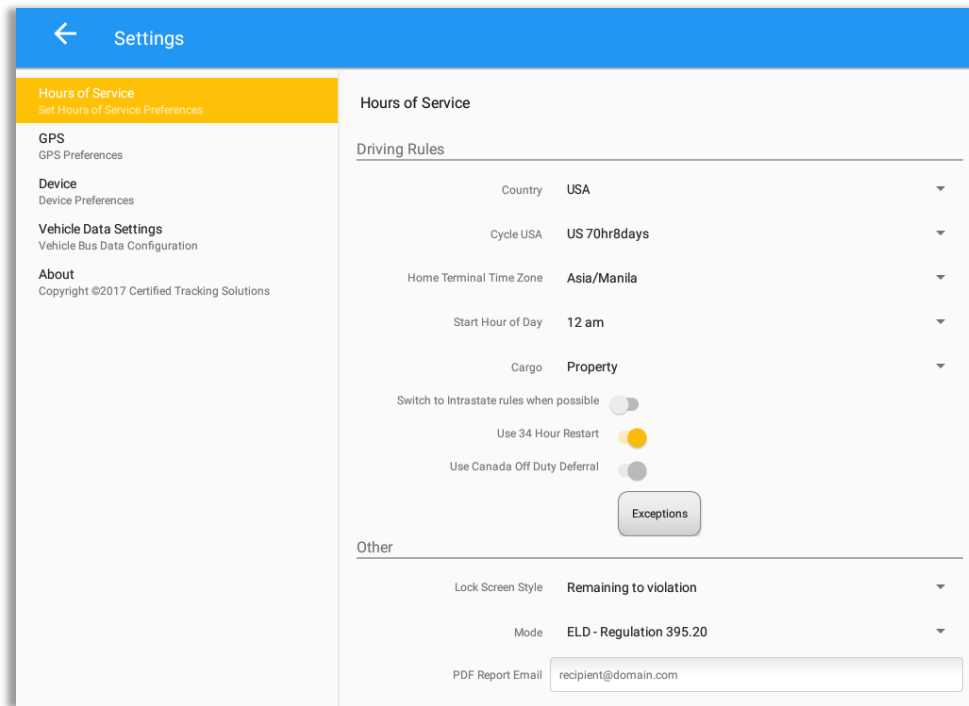 Settings
Hours of Service
Set Hours of Service Preferences
GPS
GPS Preferences
Device
Device Preferences
Vehicle Data Settings
Vehicle Bus Data Configuration
About
Copyright ©2017 Certified Tracking Solutions
Hours of Service
Driving Rules
Country USA
Cycle USA US 70hr8days
Home Terminal Time Zone Asia/Manila
Start Hour of Day 12 am
Cargo Property
Switch to Intrastate rules when possible
Use 34 Hour Restart
Use Canada Off Duty Deferral
Exceptions
Other
Lock Screen Style Remaining to violation
Mode ELD - Regulation 395.20
PDF Report Email recipient@domain.com